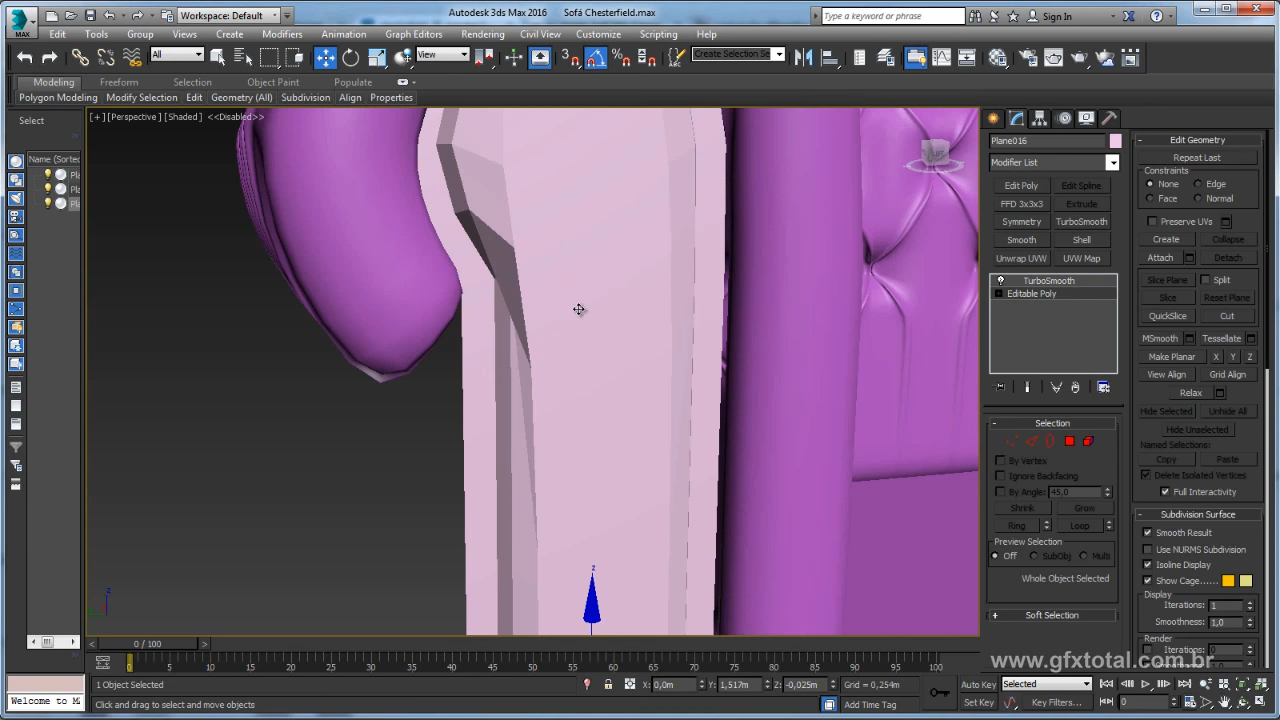 Workspace: Default
Autodesk 3ds Max 2016
Sofá Chesterfield.max
Type a keyword or phrase
Sign In
MAX
Edit
Tools
Group
Views
Create
Modifiers
Animation
Graph Editors
Rendering
Civil View
Customize
Scripting
Help
All
View
Create Selection Se
Modeling
Freeform
Selection
Object Paint
Populate
Polygon Modeling
Modify Selection
Edit
Geometry (All)
Subdivision
Align
Properties
Select
Name (Sorted
Pla
Pla
Pla
[+] [Perspective] [Shaded] <<Disabled>>
z
z
Plane016
Modifier List
Edit Poly
Edit Spline
FFD 3x3x3
Extrude
Symmetry
TurboSmooth
Smooth
Shell
Unwrap UVW
UVW Map
TurboSmooth
Editable Poly
Selection
By Vertex
Ignore Backfacing
By Angle: 45,0
Shrink
Grow
Ring
Loop
Preview Selection
Off
SubObj
Multi
Whole Object Selected
Soft Selection
Edit Geometry
Repeat Last
Constraints
None
Edge
Face
Normal
Preserve UVs
Create
Collapse
Attach
Detach
Slice Plane
Split
Slice
Reset Plane
QuickSlice
Cut
MSmooth
Tessellate
Make Planar
X
Y
Z
View Align
Grid Align
Relax
Hide Selected
Unhide All
Hide Unselected
Named Selections:
Copy
Paste
Delete Isolated Vertices
Full Interactivity
Subdivision Surface
Smooth Result
Use NURMS Subdivision
Isoline Display
Show Cage......
Display
Iterations: 1
Smoothness: 1,0
Render
Iterations: 0
www.gfxtotal.com.br
0 / 100
0 5 10 15 20 25 30 35 40 45 50 55 60 65 70 75 80 85 90 95 100
1 Object Selected
X: 0,0m
Y: 1,517m
Z: -0,025m
Grid = 0,254m
Auto Key
Selected
Welcome to M
Click and drag to select and move objects
Add Time Tag
Set Key
Key Filters...
0